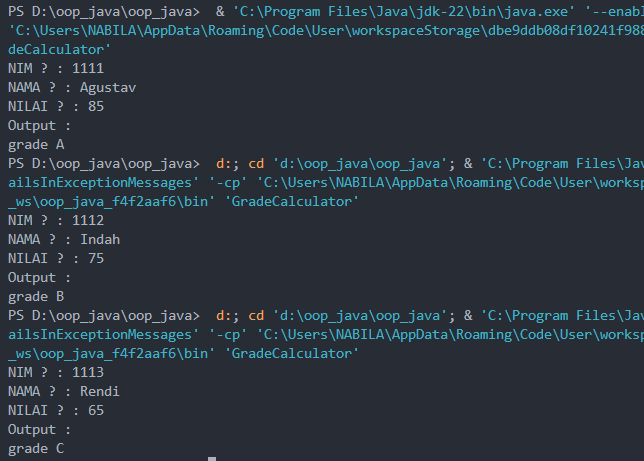 PS D:\oop_java\oop_java>  & 'C:\Program Files\Java\jdk-22\bin\java.exe' '--enabl
'C:\Users\NABILA\AppData\Roaming\Code\User\workspaceStorage\dbe9ddb08df10241f988
deCalculator'
NIM ? : 1111
NAMA ? : Agustav
NILAI ? : 85
Output :
grade A
PS D:\oop_java\oop_java>  d:; cd 'd:\oop_java\oop_java'; & 'C:\Program Files\Jav
ailsInExceptionMessages' '-cp' 'C:\Users\NABILA\AppData\Roaming\Code\User\worksp
_ws\oop_java_f4f2aaf6\bin' 'GradeCalculator'
NIM ? : 1112
NAMA ? : Indah
NILAI ? : 75
Output :
grade B
PS D:\oop_java\oop_java>  d:; cd 'd:\oop_java\oop_java'; & 'C:\Program Files\Jav
ailsInExceptionMessages' '-cp' 'C:\Users\NABILA\AppData\Roaming\Code\User\worksp
_ws\oop_java_f4f2aaf6\bin' 'GradeCalculator'
NIM ? : 1113
NAMA ? : Rendi
NILAI ? : 65
Output :
grade C